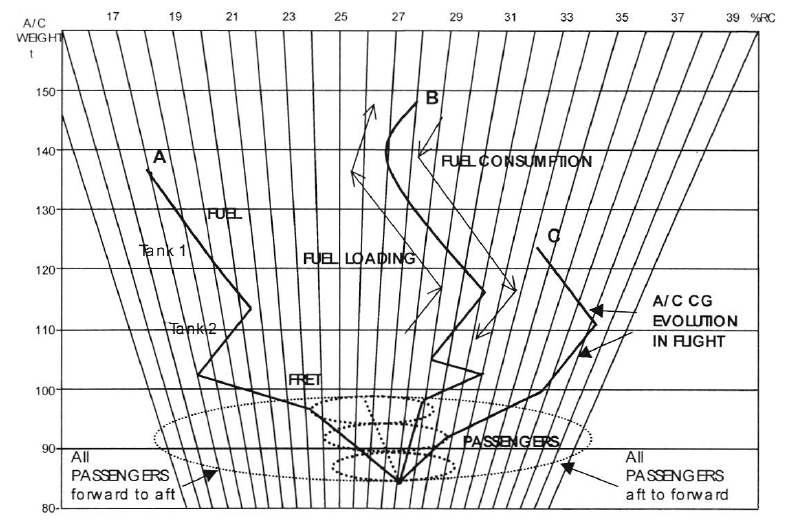 A/C
WEIGHT
t
17 19 21 23 25 27 29 31 33 35 37 39 %RC
150
140
130
120
110
100
90
80
A
B
C
FUEL
Tank 1
Tank 2
FRET
FUEL LOADING
FUEL CONSUMPTION
A/C CG
EVOLUTION
IN FLIGHT
PASSENGERS
All
PASSENGERS
forward to aft
All
PASSENGERS
aft to forward